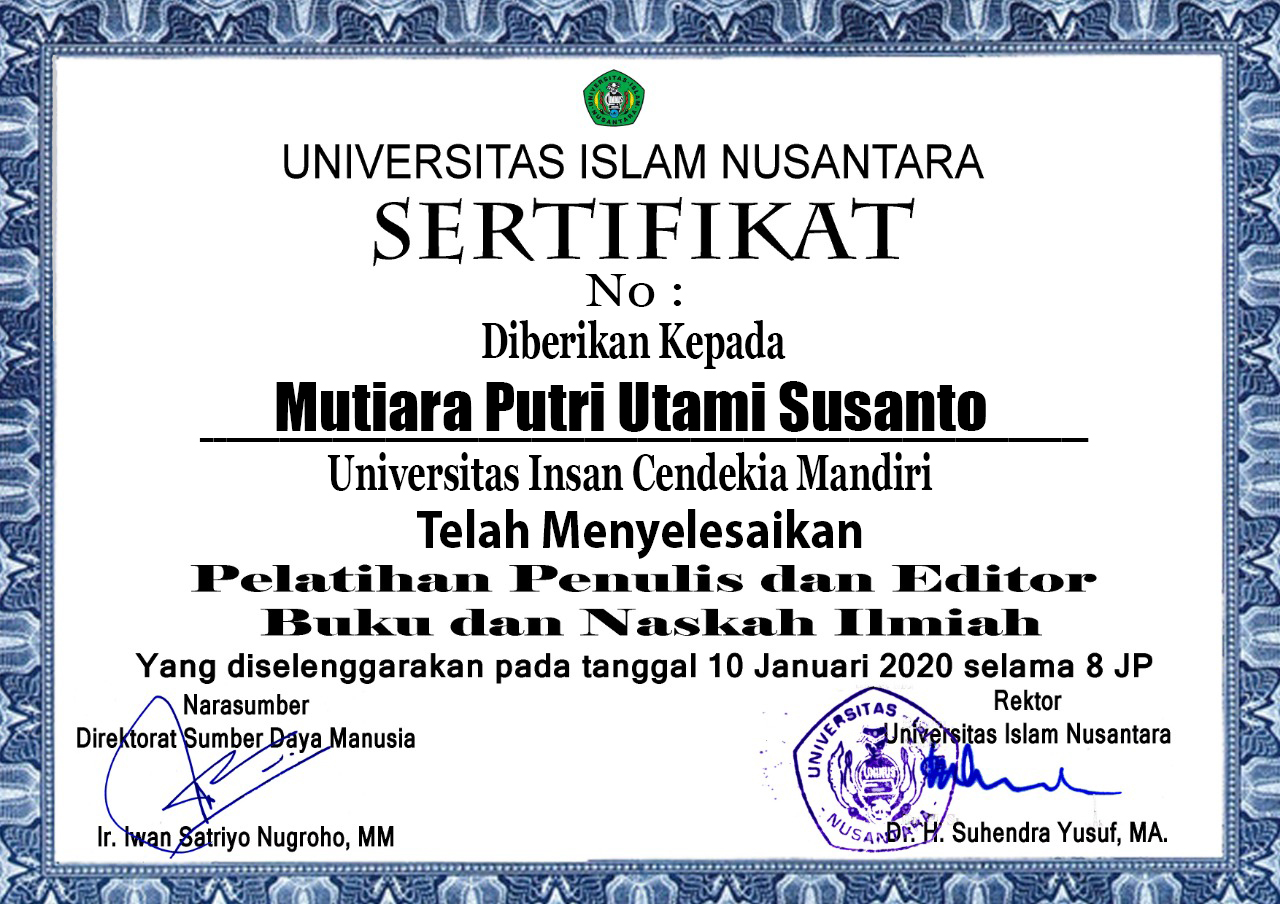 UNIVERSITAS ISLAM NUSANTARA
SERTIFIKAT
No :
Diberikan Kepada
Mutiara Putri Utami Susanto
Universitas Insan Cendekia Mandiri
Telah Menyelesaikan
Pelatihan Penulis dan Editor
Buku dan Naskah Ilmiah
Yang diselenggarakan pada tanggal 10 Januari 2020 selama 8 JP
Narasumber
Direktorat Sumber Daya Manusia
Ir. Iwan Satriyo Nugroho, MM
Rektor
Universitas Islam Nusantara
Dr. H. Suhendra Yusuf, MA.
UNIVERSITAS
UNINUS
NUSANTARA